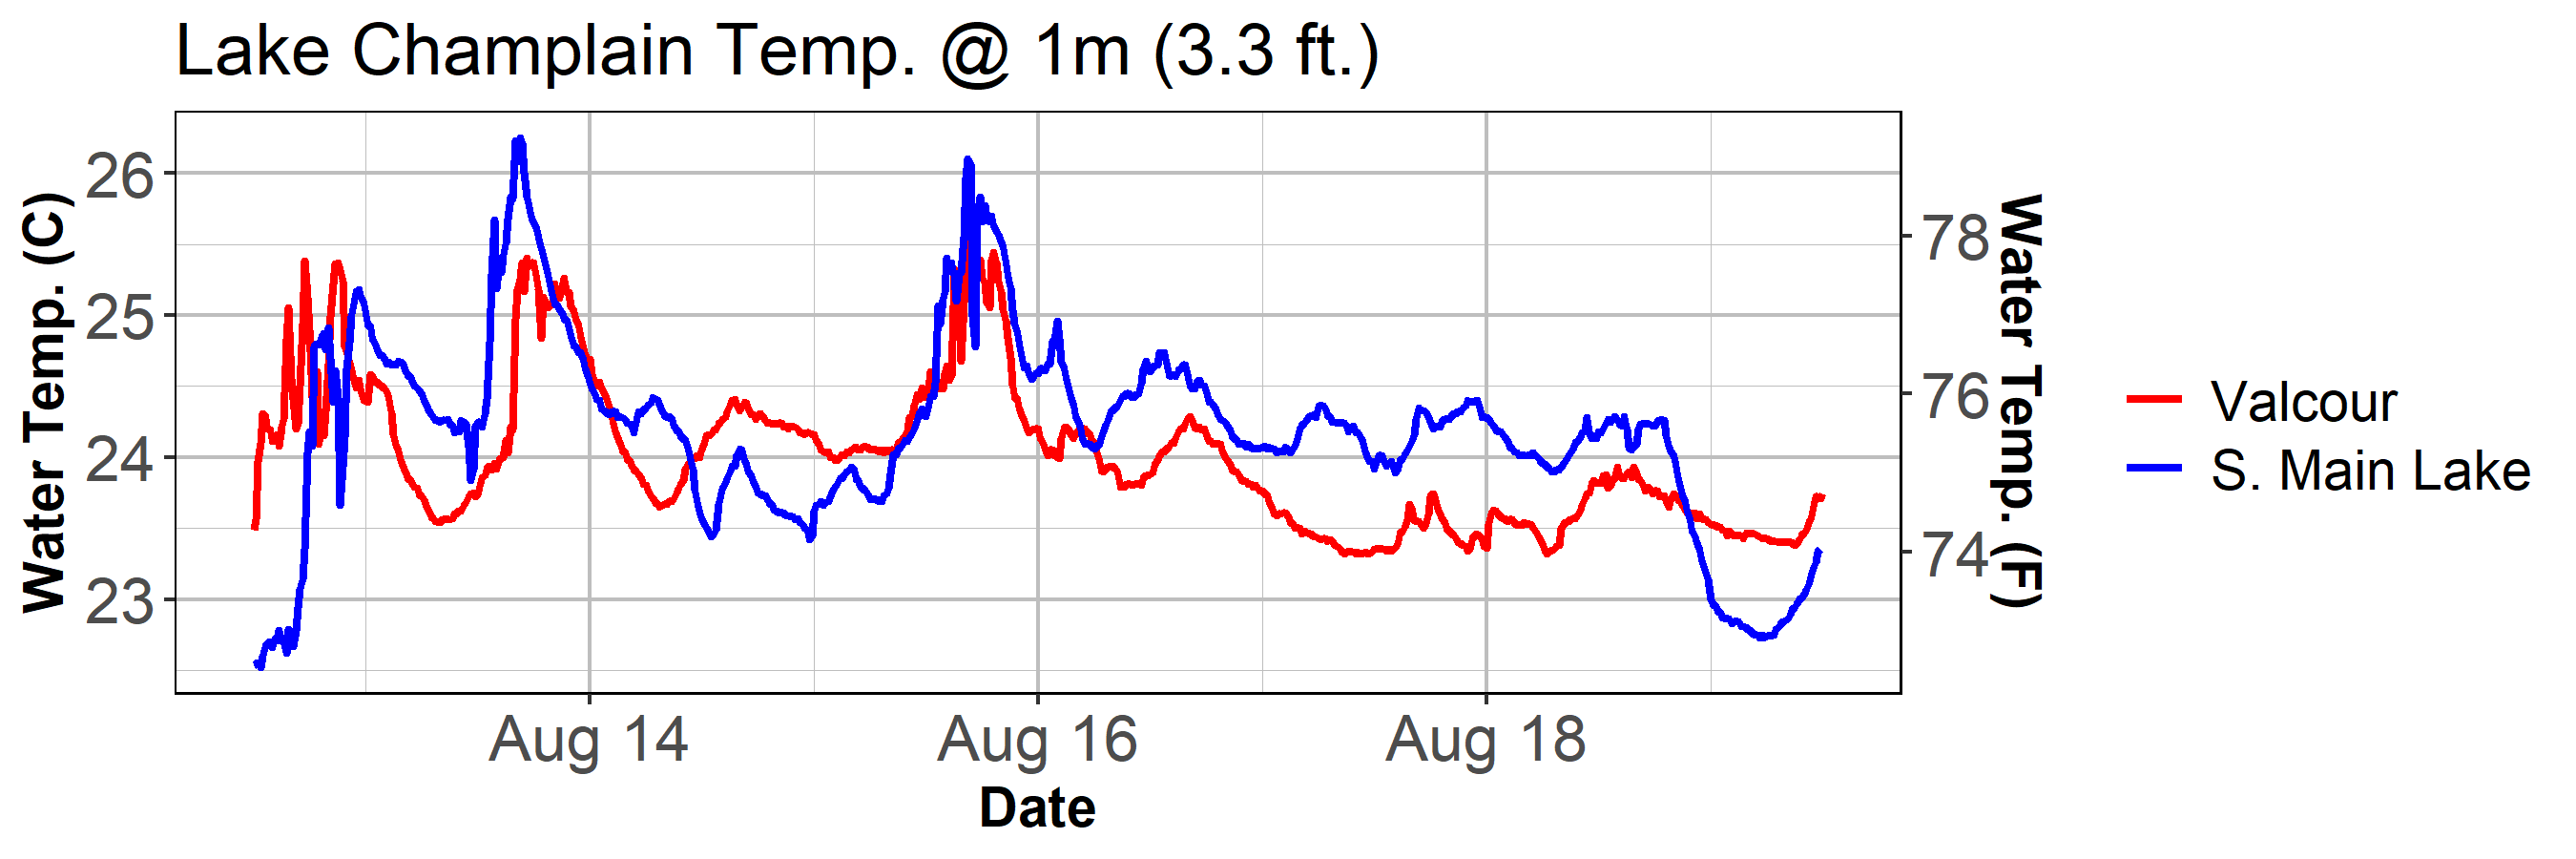 Lake Champlain Temp. @ 1m (3.3 ft.)
Water Temp. (C)
26
25
24
23
78
76
74
Water Temp. (F)
Aug 14
Aug 16
Aug 18
Date
Valcour
S. Main Lake